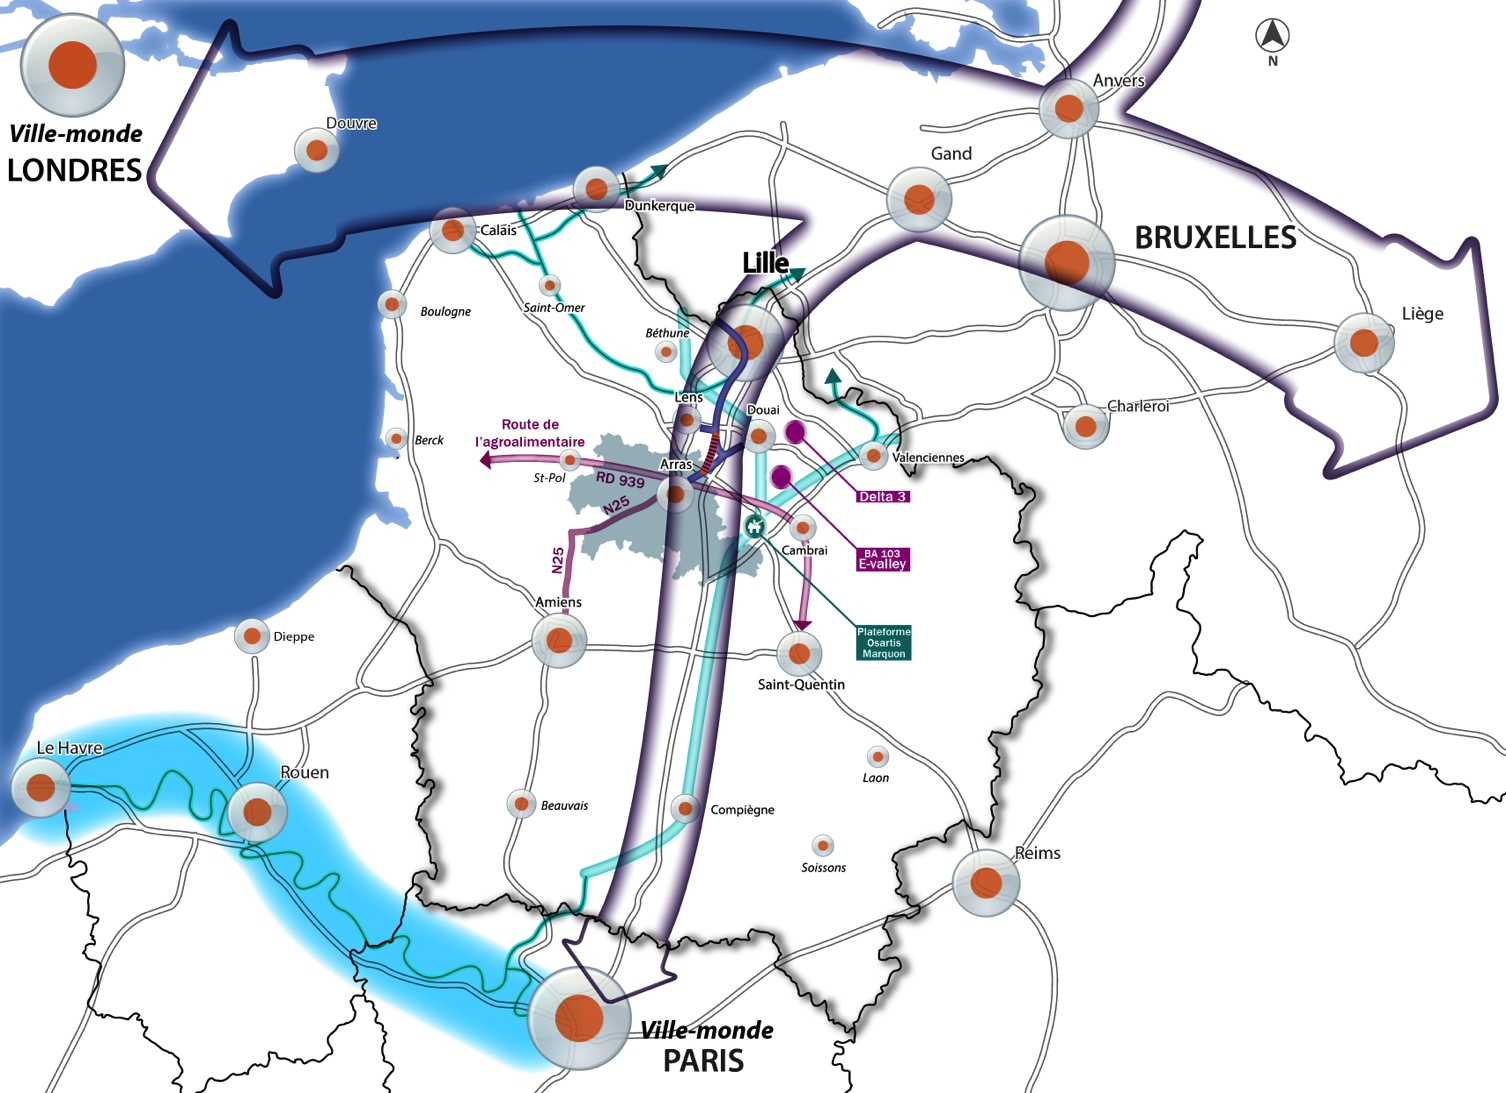 N
Anvers
Ville-monde
LONDRES
Douvre
Gand
Dunkerque
Calais
BRUXELLES
Lille
Saint-Omer
Boulogne
Béthune
Liège
Lens
Douai
Charleroi
Route de
l'agroalimentaire
Berck
Arras
Valenciennes
St-Pol
RD 939
Delta 3
N25
Cambrai
BA 103
E-valley
N25
Amiens
Plateforme
Osartis
Marquon
Dieppe
Saint-Quentin
Le Havre
Rouen
Laon
Beauvais
Compiègne
Soissons
Reims
Ville-monde
PARIS